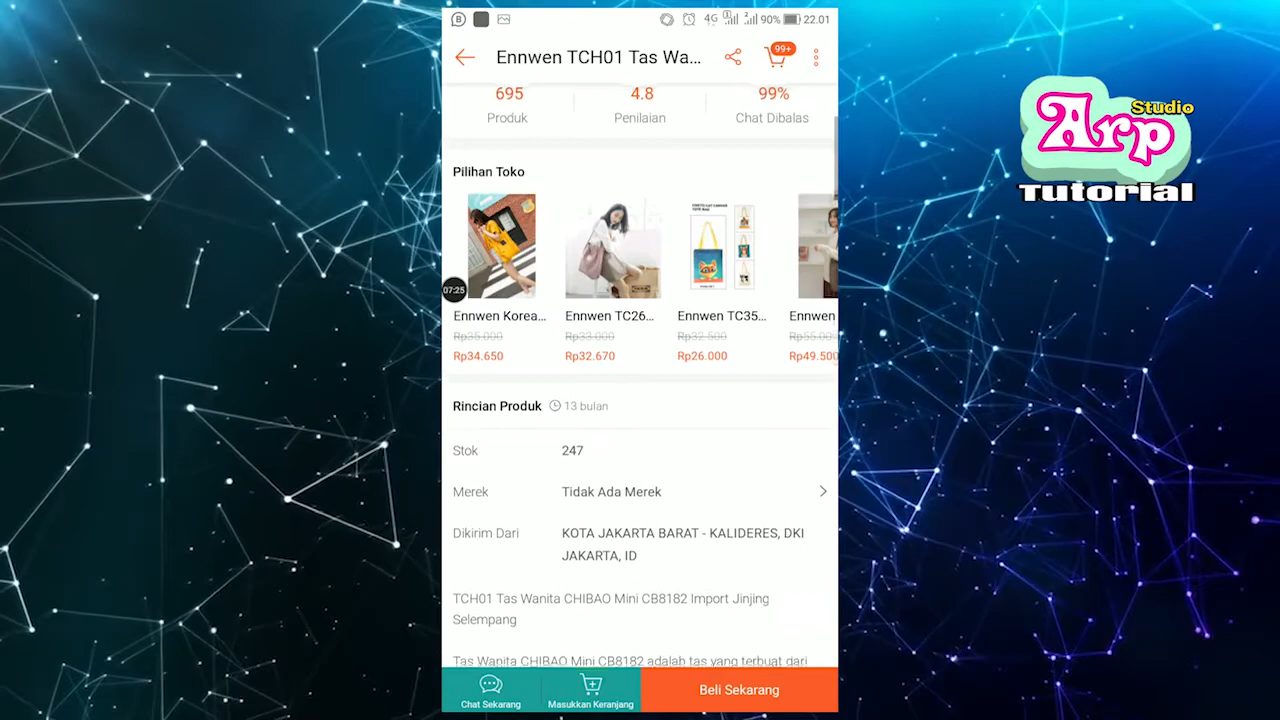 4G
90%
22.01
Ennwen TCH01 Tas Wa...
99+
695
4.8
99%
Produk
Penilaian
Chat Dibalas
Pilihan Toko
07:25
Ennwen Korea...
Ennwen TC26...
Ennwen TC35...
Ennwen
Rp35.000
Rp33.000
Rp32.500
Rp55.00
Rp34.650
Rp32.670
Rp26.000
Rp49.500
Rincian Produk
13 bulan
Stok
247
Merek
Tidak Ada Merek
Dikirim Dari
KOTA JAKARTA BARAT - KALIDERES, DKI
JAKARTA, ID
TCH01 Tas Wanita CHIBAO Mini CB8182 Import Jinjing
Selempang
Tas Wanita CHIBAO Mini CB8182 adalah tas yang terbuat dari
Chat Sekarang
Masukkan Keranjang
Beli Sekarang
Studio
Arp
Tutorial